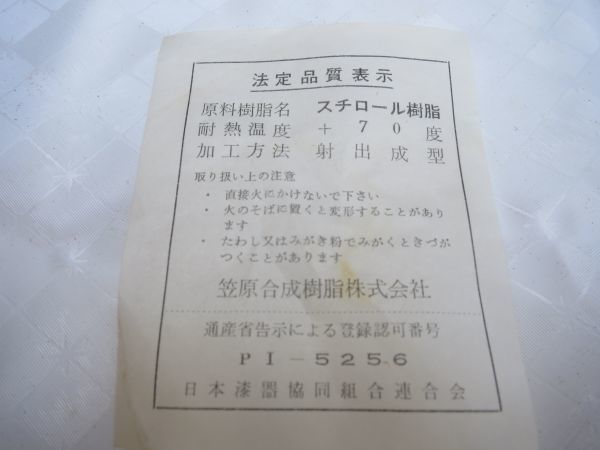 法定品質表示
原料樹脂名 スチロール樹脂
耐熱温度 +70度
加工方法 射出成型
取り扱い上の注意
・ 直接火にかけないで下さい
・ 火のそばに置くと変形することがあり
ます
・ たわし又はみがき粉でみがくときづが
つくことがあります
笠原合成樹脂株式会社
通産省告示による登録認可番号
PI-5256
日本漆器協同組合連合会